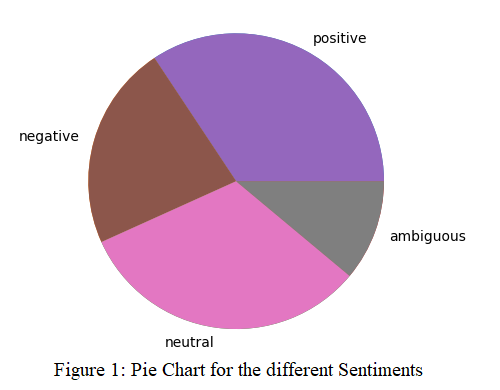 positive
negative
ambiguous
neutral
Figure 1: Pie Chart for the different Sentiments